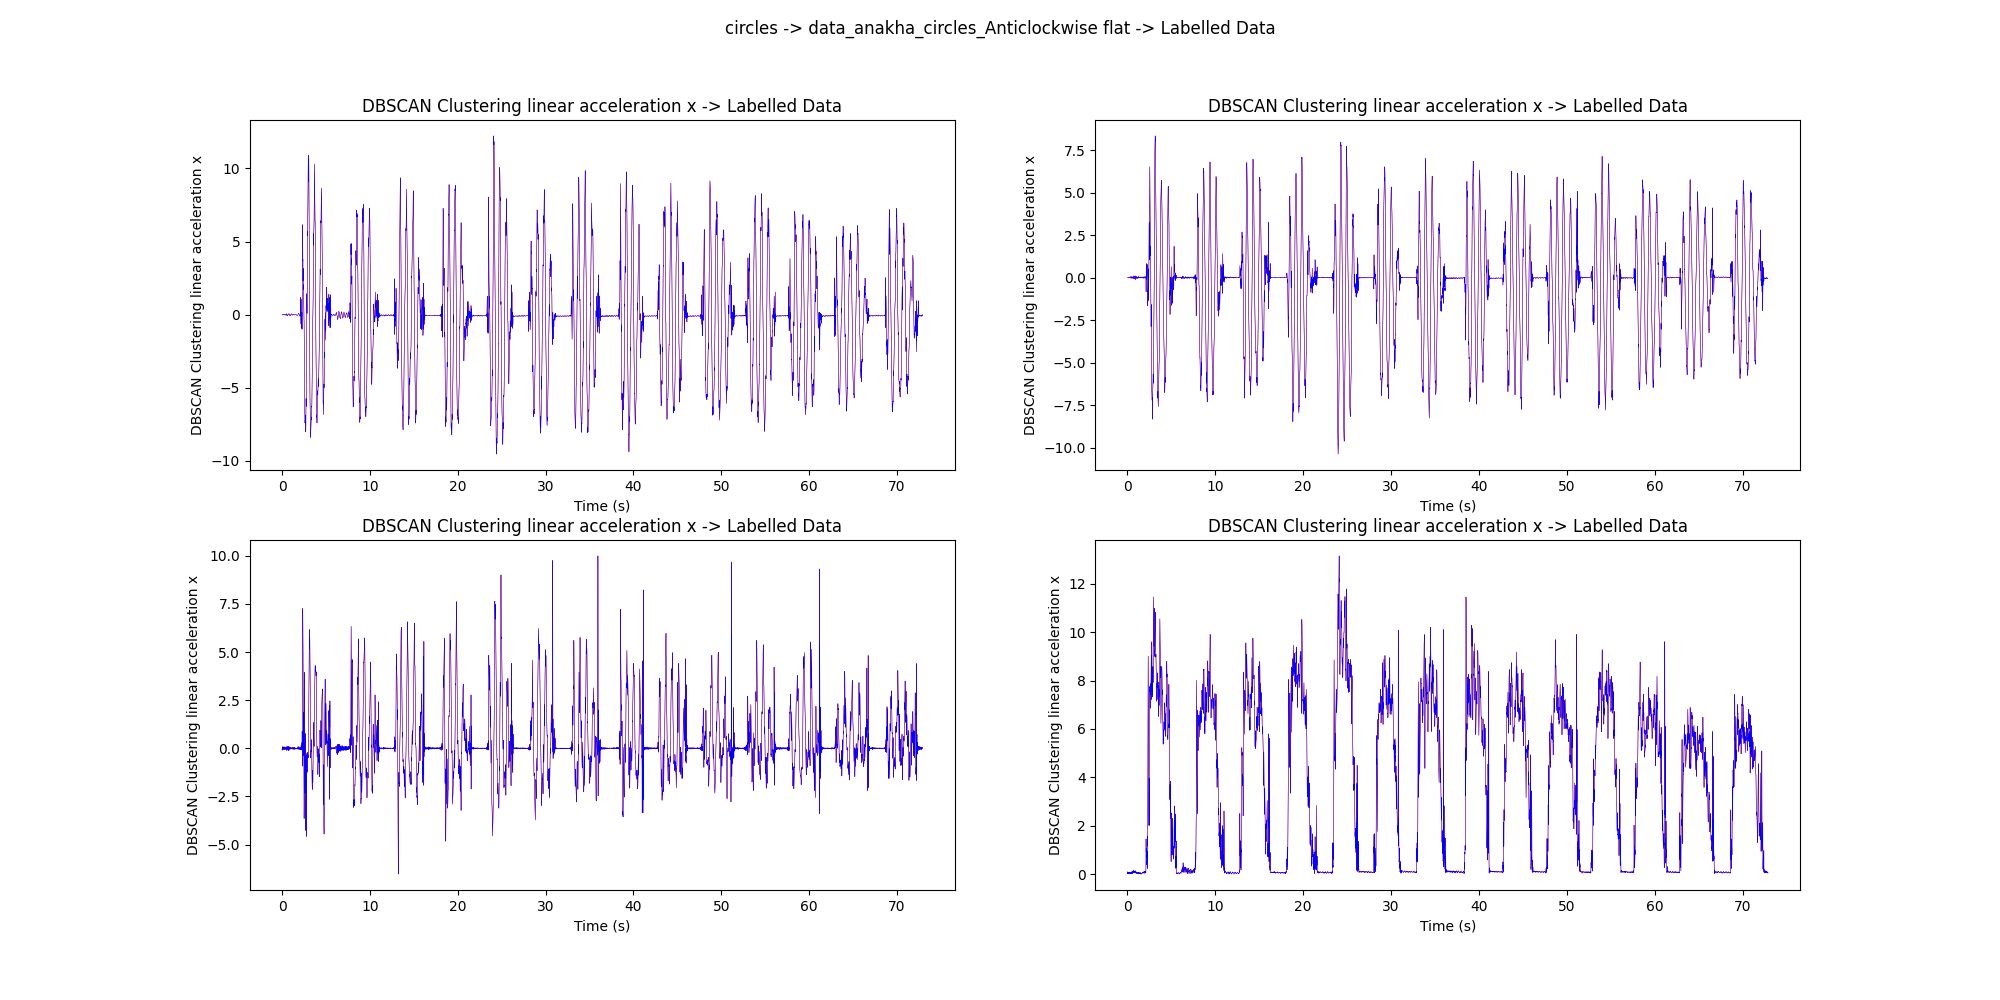 circles -> data_anakha_circles_Anticlockwise flat -> Labelled Data
DBSCAN Clustering linear acceleration x -> Labelled Data
DBSCAN Clustering linear acceleration x
10
5
0
−5
−10
0 10 20 30 40 50 60 70
Time (s)
DBSCAN Clustering linear acceleration x -> Labelled Data
DBSCAN Clustering linear acceleration x
7.5
5.0
2.5
0.0
−2.5
−5.0
−7.5
−10.0
0 10 20 30 40 50 60 70
Time (s)
DBSCAN Clustering linear acceleration x -> Labelled Data
DBSCAN Clustering linear acceleration x
10.0
7.5
5.0
2.5
0.0
−2.5
−5.0
0 10 20 30 40 50 60 70
Time (s)
DBSCAN Clustering linear acceleration x -> Labelled Data
DBSCAN Clustering linear acceleration x
12
10
8
6
4
2
0
0 10 20 30 40 50 60 70
Time (s)